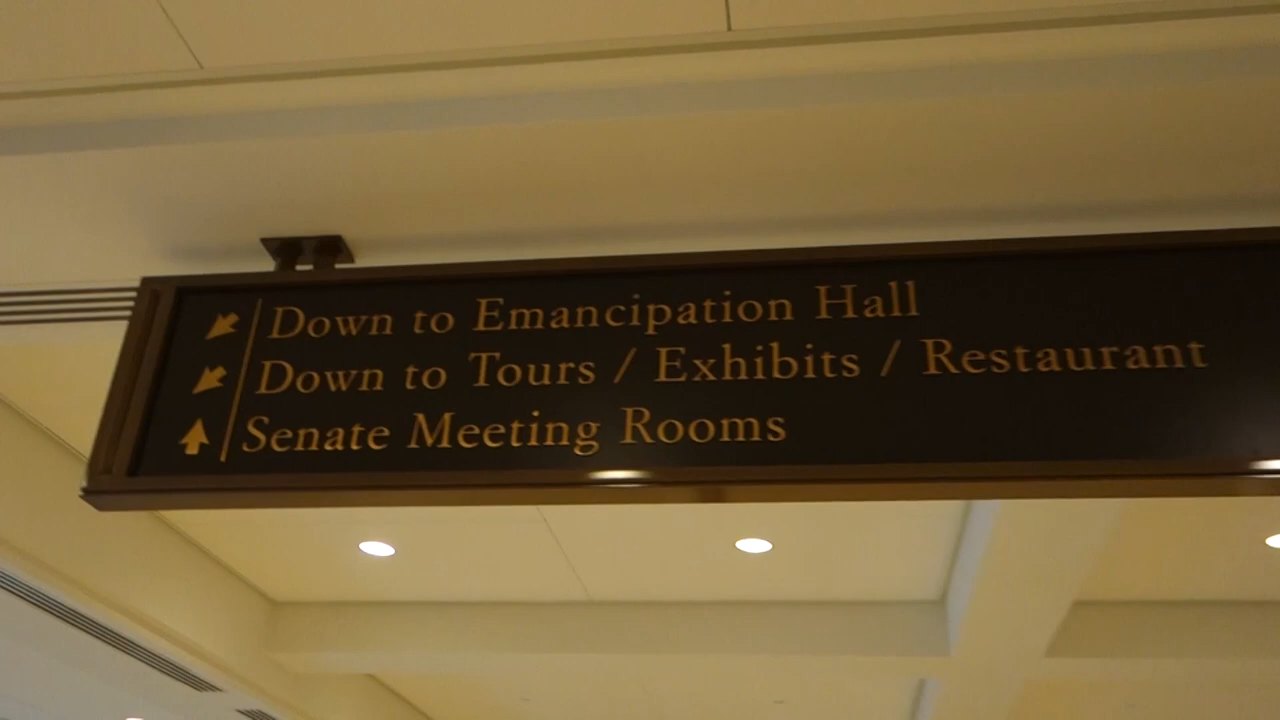 Down to Emancipation Hall
Down to Tours / Exhibits / Restaurant
Senate Meeting Rooms